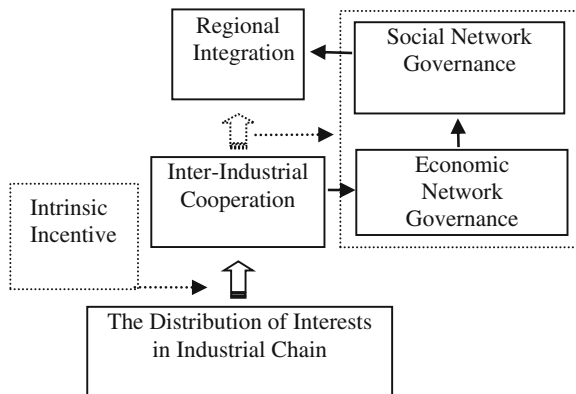 Regional
Integration
Social Network
Governance
Inter-Industrial
Cooperation
Economic
Network
Governance
Intrinsic
Incentive
The Distribution of Interests
in Industrial Chain